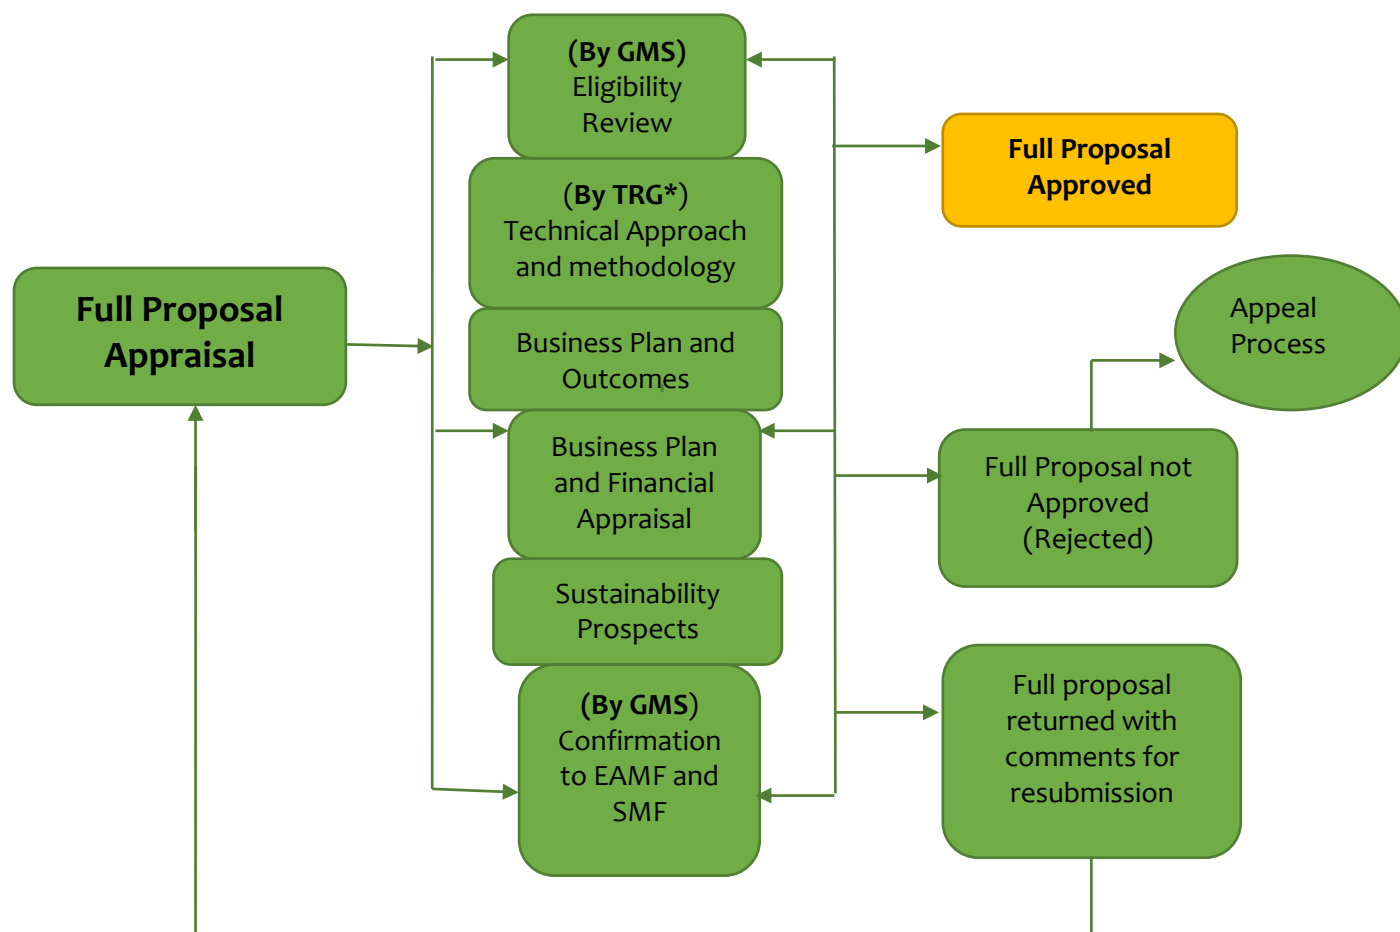 Full Proposal
Appraisal
(By GMS)
Eligibility
Review
(By TRG*)
Technical Approach
and methodology
Business Plan and
Outcomes
Business Plan
and Financial
Appraisal
Sustainability
Prospects
(By GMS)
Confirmation
to EAMF and
SMF
Full Proposal
Approved
Appeal
Process
Full Proposal not
Approved
(Rejected)
Full proposal
returned with
comments for
resubmission